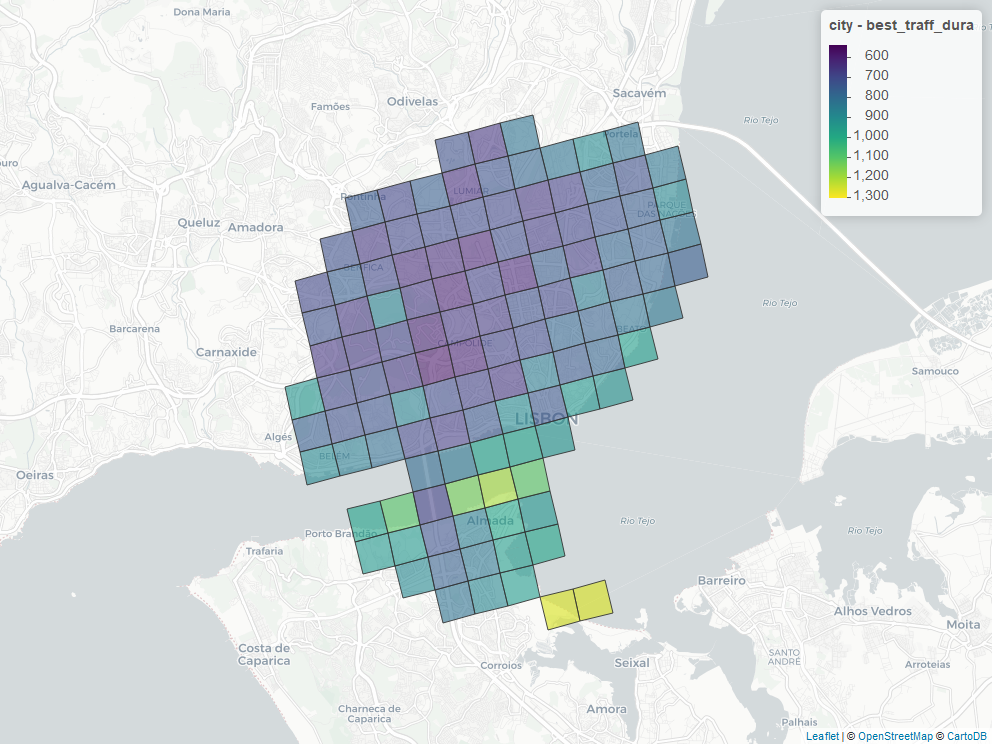 Dona Maria
city - best_traff_dura
600
700
800
900
1,000
1,100
1,200
1,300
Sacavém
Odivelas
Famões
Rio Tejo
Portela
Agualva-Cacém
LUMIAR
Pontinha
PARQUE
DAS NAÇÕES
Queluz
Amadora
BENFICA
Rio Tejo
Barcarena
BEATO
CAMPOLIDE
Carnaxide
Samouco
LISBON
Algés
BELÉM
Oeiras
Almada
Rio Tejo
Porto Brandão
Rio Tejo
Trafaria
Barreiro
Alhos Vedros
Moita
Costa de
Caparica
SANTO
ANDRÉ
Corroios
Seixal
Arroteias
Amora
Charneca de
Caparica
Palhais
Leaflet | © OpenStreetMap © CartoDB